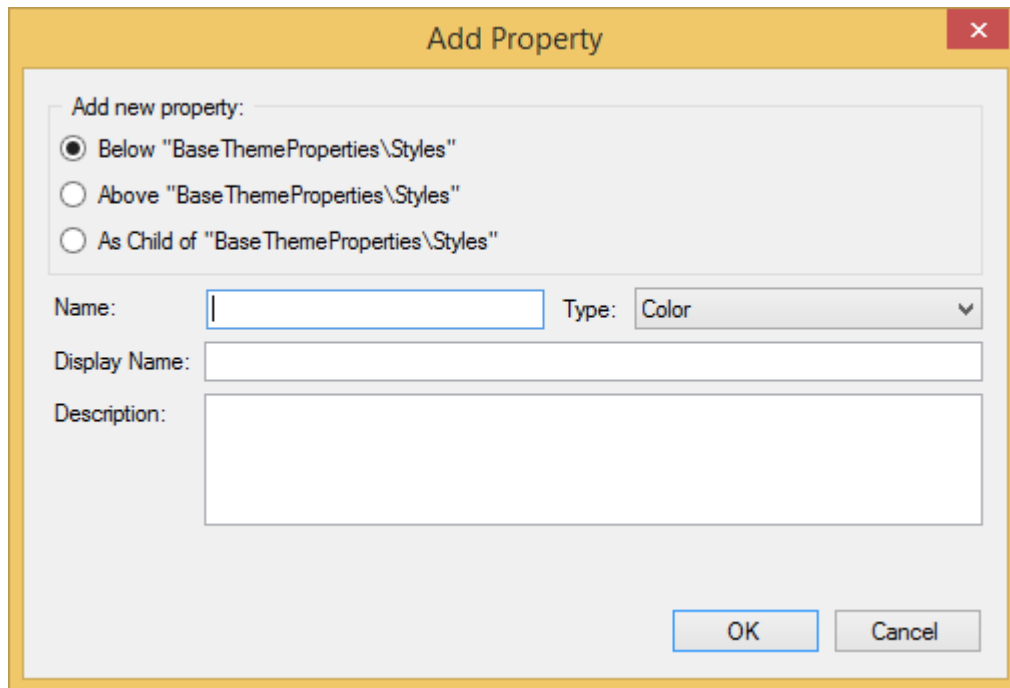 Add Property
Add new property:
Below "BaseThemeProperties\Styles"
Above "BaseThemeProperties\Styles"
As Child of "BaseThemeProperties\Styles"
Name: Type: Color
Display Name:
Description:
OK Cancel